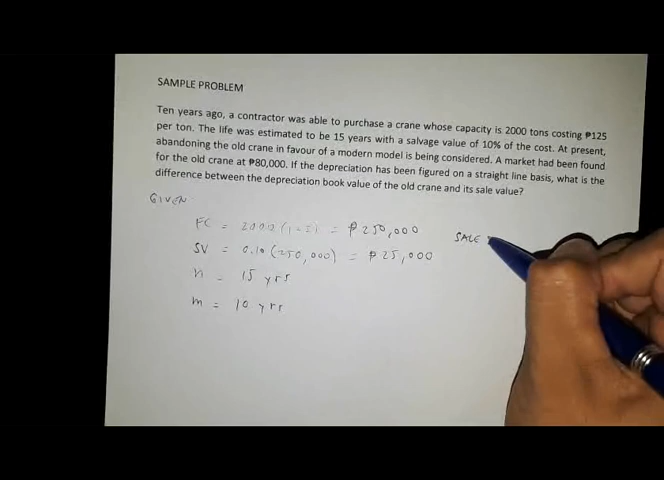 SAMPLE PROBLEM
Ten years ago, a contractor was able to purchase a crane whose capacity is 2000 tons costing ₱125
per ton. The life was estimated to be 15 years with a salvage value of 10% of the cost. At present,
abandoning the old crane in favour of a modern model is being considered. A market had been found
for the old crane at ₱80,000. If the depreciation has been figured on a straight line basis, what is the
difference between the depreciation book value of the old crane and its sale value?
GIVEN
FC = 2000 (125) = ₱250,000
SALE
SV = 0.10 (250,000) = ₱25,000
n = 15 yrs
m = 10 yrs